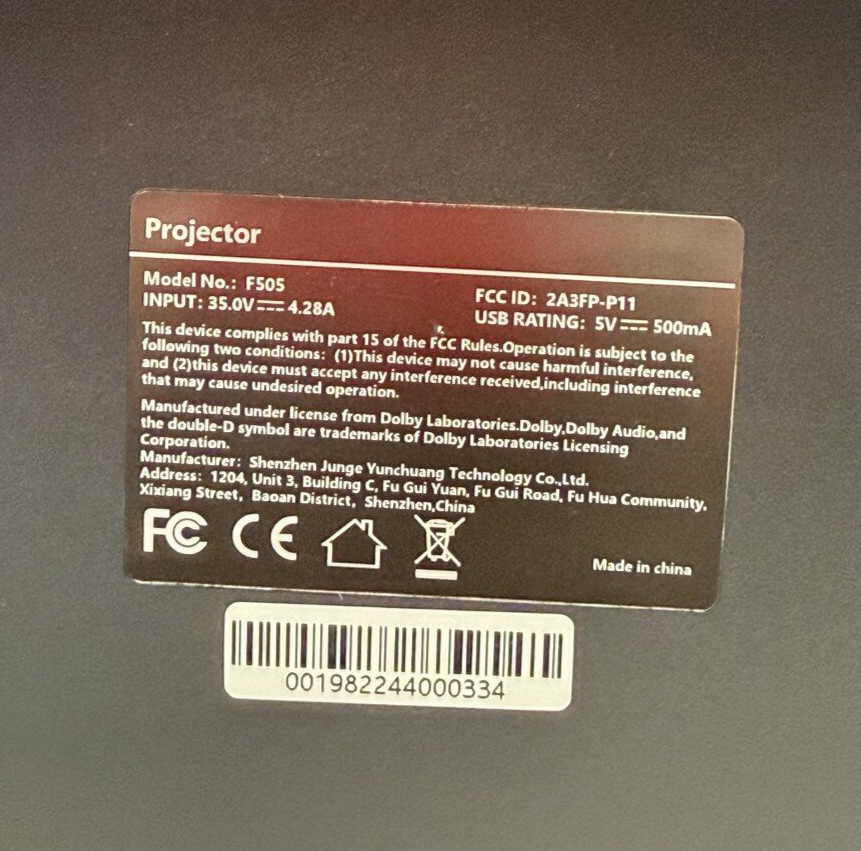 Projector
Model No.: F505
FCC ID: 2A3FP-P11
INPUT: 35.0V⎓4.28A
USB RATING: 5V⎓500mA
This device complies with part 15 of the FCC Rules.Operation is subject to the
following two conditions: (1)This device may not cause harmful interference,
and (2)this device must accept any interference received,including interference
that may cause undesired operation.
Manufactured under license from Dolby Laboratories.Dolby,Dolby Audio,and
the double-D symbol are trademarks of Dolby Laboratories Licensing
Corporation.
Manufacturer: Shenzhen Junge Yunchuang Technology Co.,Ltd.
Address: 1204, Unit 3, Building C, Fu Gui Yuan, Fu Gui Road, Fu Hua Community,
Xixiang Street, Baoan District, Shenzhen,China
FC CE
Made in china
001982244000334